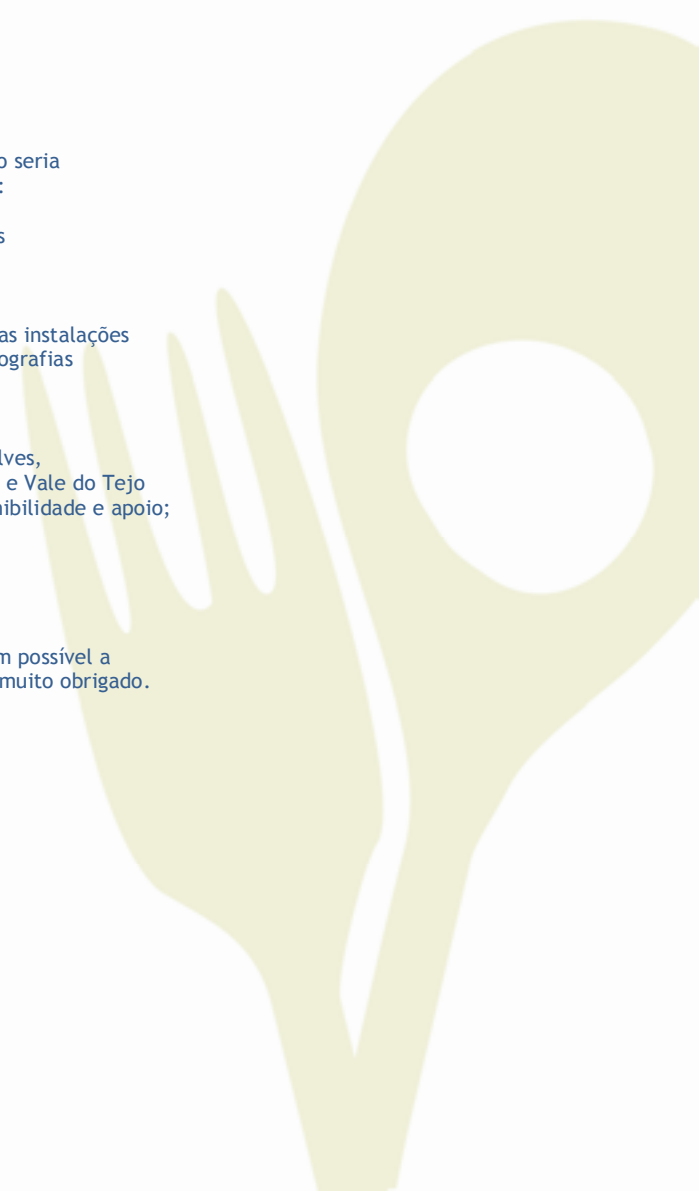 o seria
:
s
as instalações
ografias
lves,
e Vale do Tejo
nibilidade e apoio;
m possível a
muito obrigado.